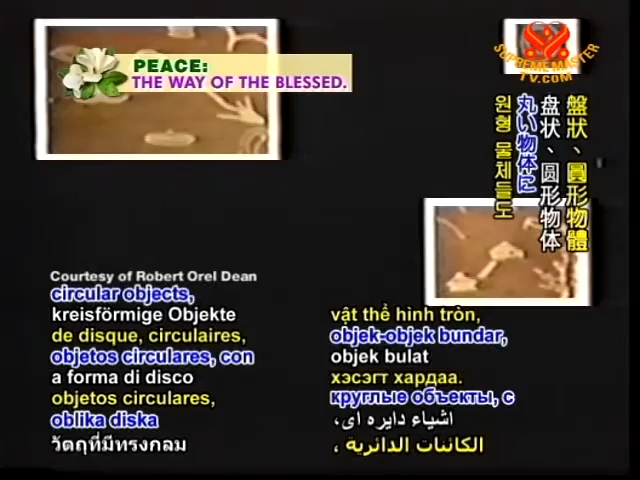 PEACE:
THE WAY OF THE BLESSED.
SUPREME MASTER
TV.COM
盤狀、圓形物體
盘状、圆形物体
丸い物体に
원형 물체들도
Courtesy of Robert Orel Dean
circular objects,
kreisförmige Objekte
de disque, circulaires,
objetos circulares, con
a forma di disco
objetos circulares,
oblika diska
วัตถุที่มีทรงกลม
vật thể hình tròn,
objek-objek bundar,
objek bulat
хэсэгт хардаа.
круглые объекты, с
اشیاء دایره ای،
الكائنات الدائرية ،